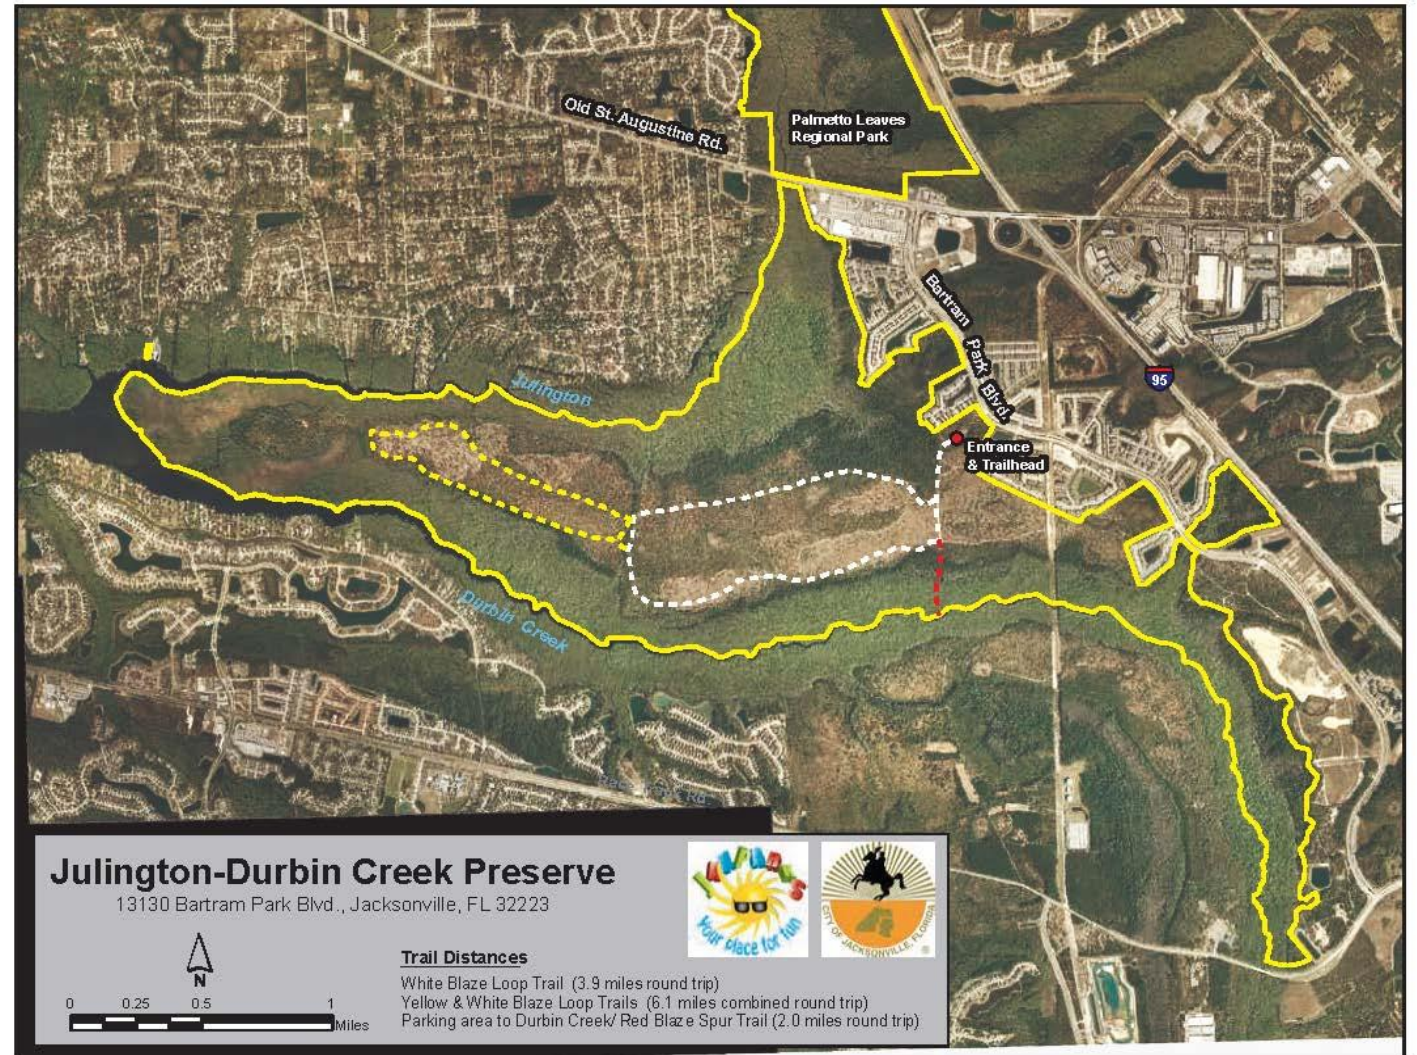 Old St. Augustine Rd.
Palmetto Leaves
Regional Park
Bartram
Park Blvd.
95
Julington
Entrance
& Trailhead
Durbin Creek
Julington-Durbin Creek Preserve
13130 Bartram Park Blvd., Jacksonville, FL 32223
N
0 0.25 0.5 1
Miles
Trail Distances
White Blaze Loop Trail (3.9 miles round trip)
Yellow & White Blaze Loop Trails (6.1 miles combined round trip)
Parking area to Durbin Creek/ Red Blaze Spur Trail (2.0 miles round trip)
your place for fun
CITY OF JACKSONVILLE, FLORIDA
®